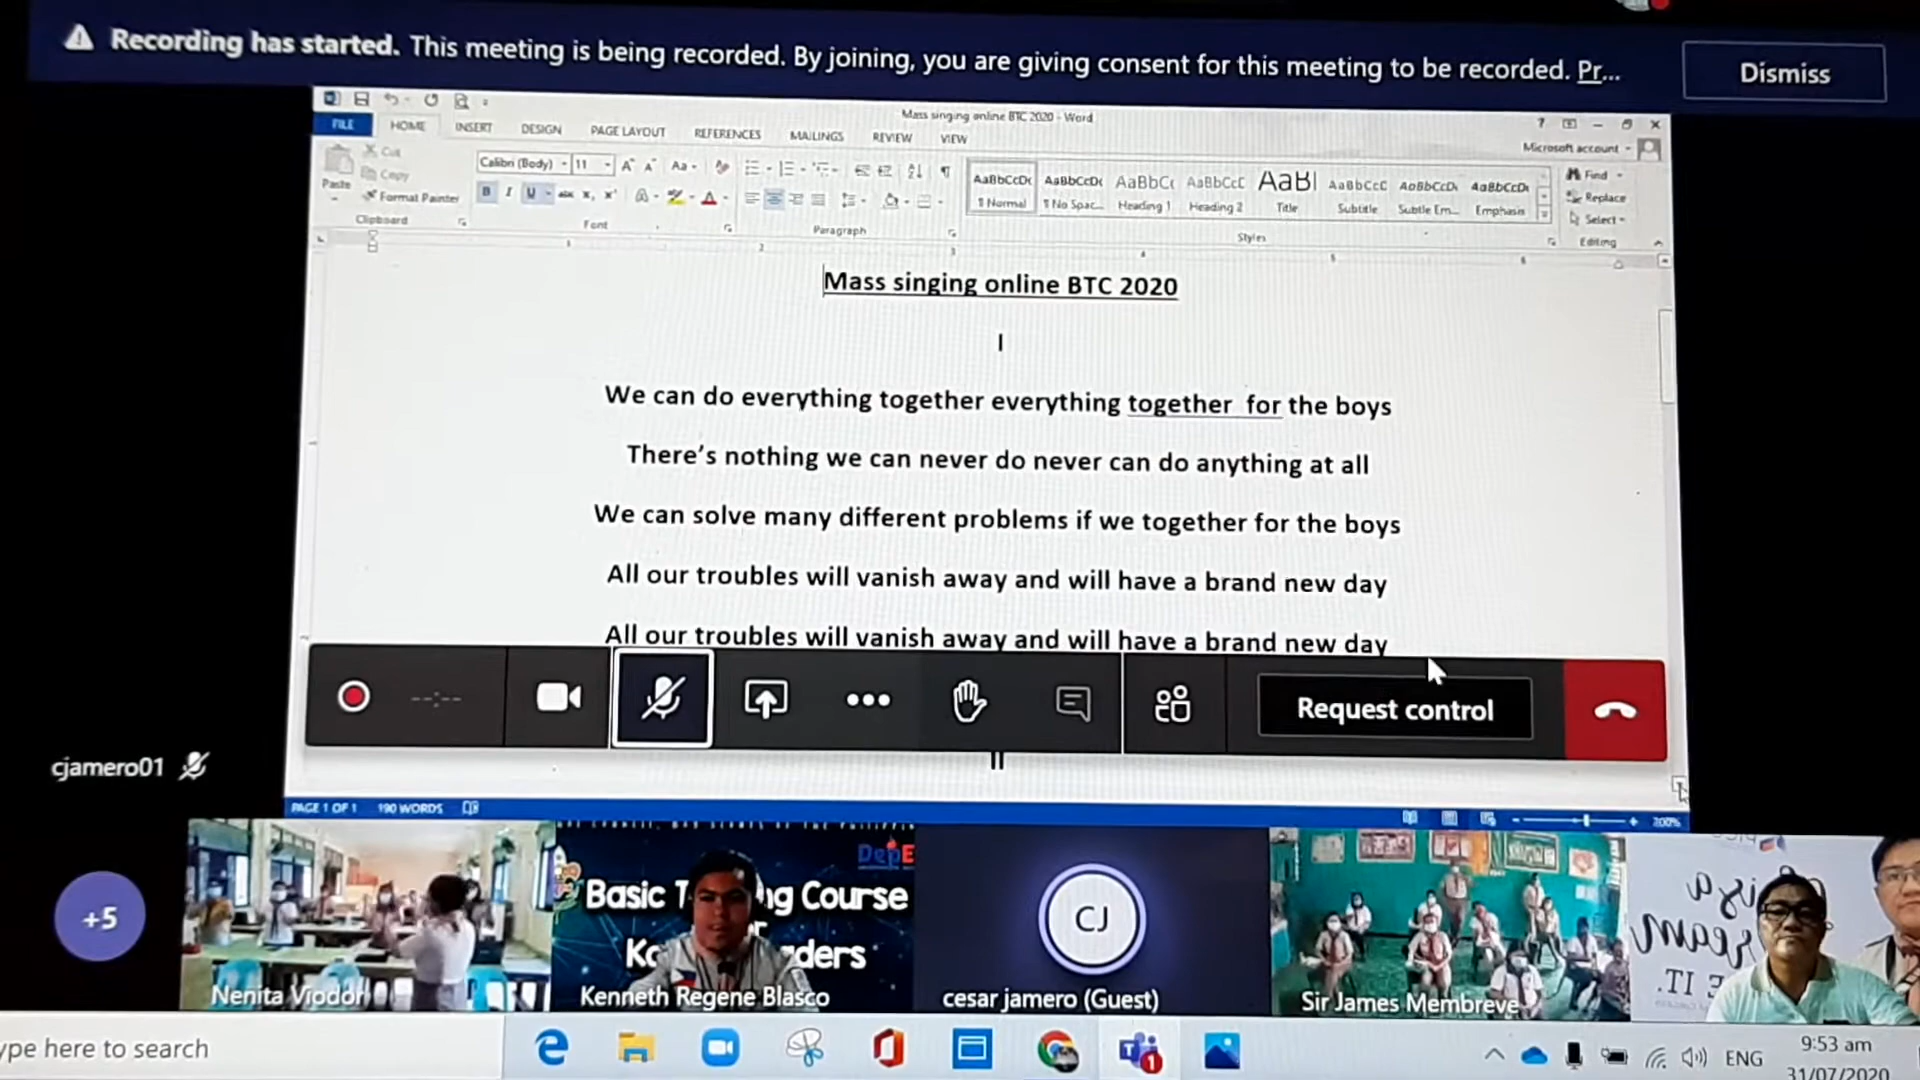 Recording has started. This meeting is being recorded. By joining, you are giving consent for this meeting to be recorded. Pr...
Dismiss
Mass singing online BTC 2020 - Word
FILE HOME INSERT DESIGN PAGE LAYOUT REFERENCES MAILINGS REVIEW VIEW
Microsoft account
Cut
Copy
Paste
Format Painter
Calibri (Body) 11
AaBbCcDc AaBbCcDc AaBbCc AaBbCcC AaBl AaBbCcC AaBbCcDc AaBbCcDc
¶ Normal ¶ No Spac... Heading 1 Heading 2 Title Subtitle Subtle Em... Emphasis
Find
Replace
Select
Clipboard Font Paragraph Styles Editing
Mass singing online BTC 2020
I
We can do everything together everything together for the boys
There's nothing we can never do never can do anything at all
We can solve many different problems if we together for the boys
All our troubles will vanish away and will have a brand new day
All our troubles will vanish away and will have a brand new day
--:--
Request control
II
cjamero01
PAGE 1 OF 1 190 WORDS
200%
+5
DepE
Basic T ng Course
ders
Nenita Viodor
Kenneth Regene Blasco
CJ
cesar jamero (Guest)
Sir James Membreve
IT.
ype here to search
1
ENG
9:53 am
31/07/2020